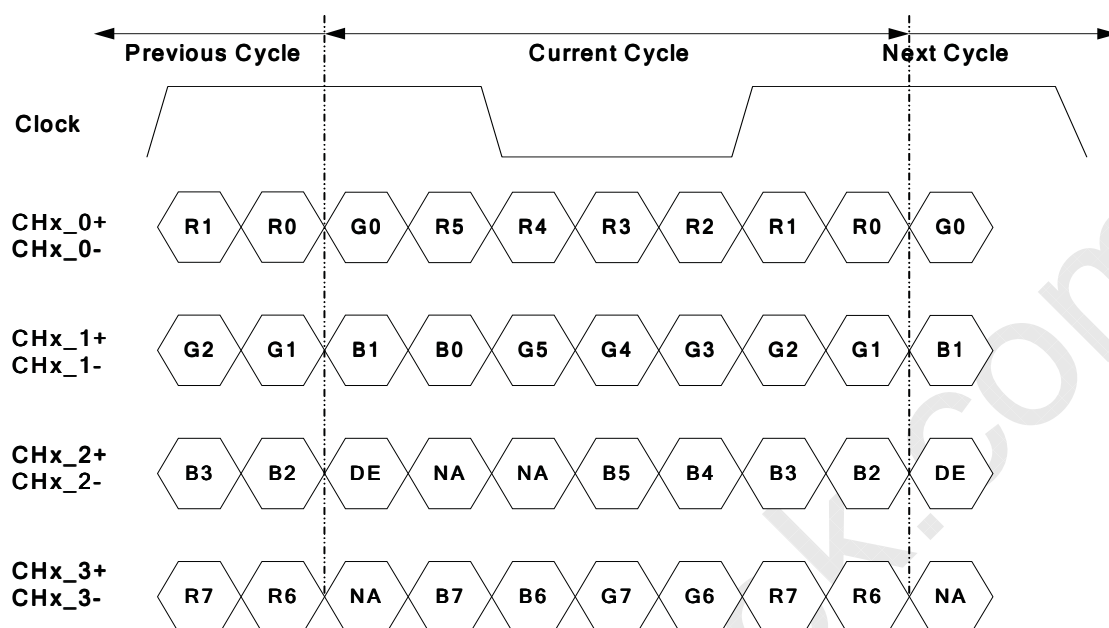 Previous Cycle Current Cycle Next Cycle
Clock
CHx_0+
CHx_0-
R1 R0 G0 R5 R4 R3 R2 R1 R0 G0
CHx_1+
CHx_1-
G2 G1 B1 B0 G5 G4 G3 G2 G1 B1
CHx_2+
CHx_2-
B3 B2 DE NA NA B5 B4 B3 B2 DE
CHx_3+
CHx_3-
R7 R6 NA B7 B6 G7 G6 R7 R6 NA
k.com